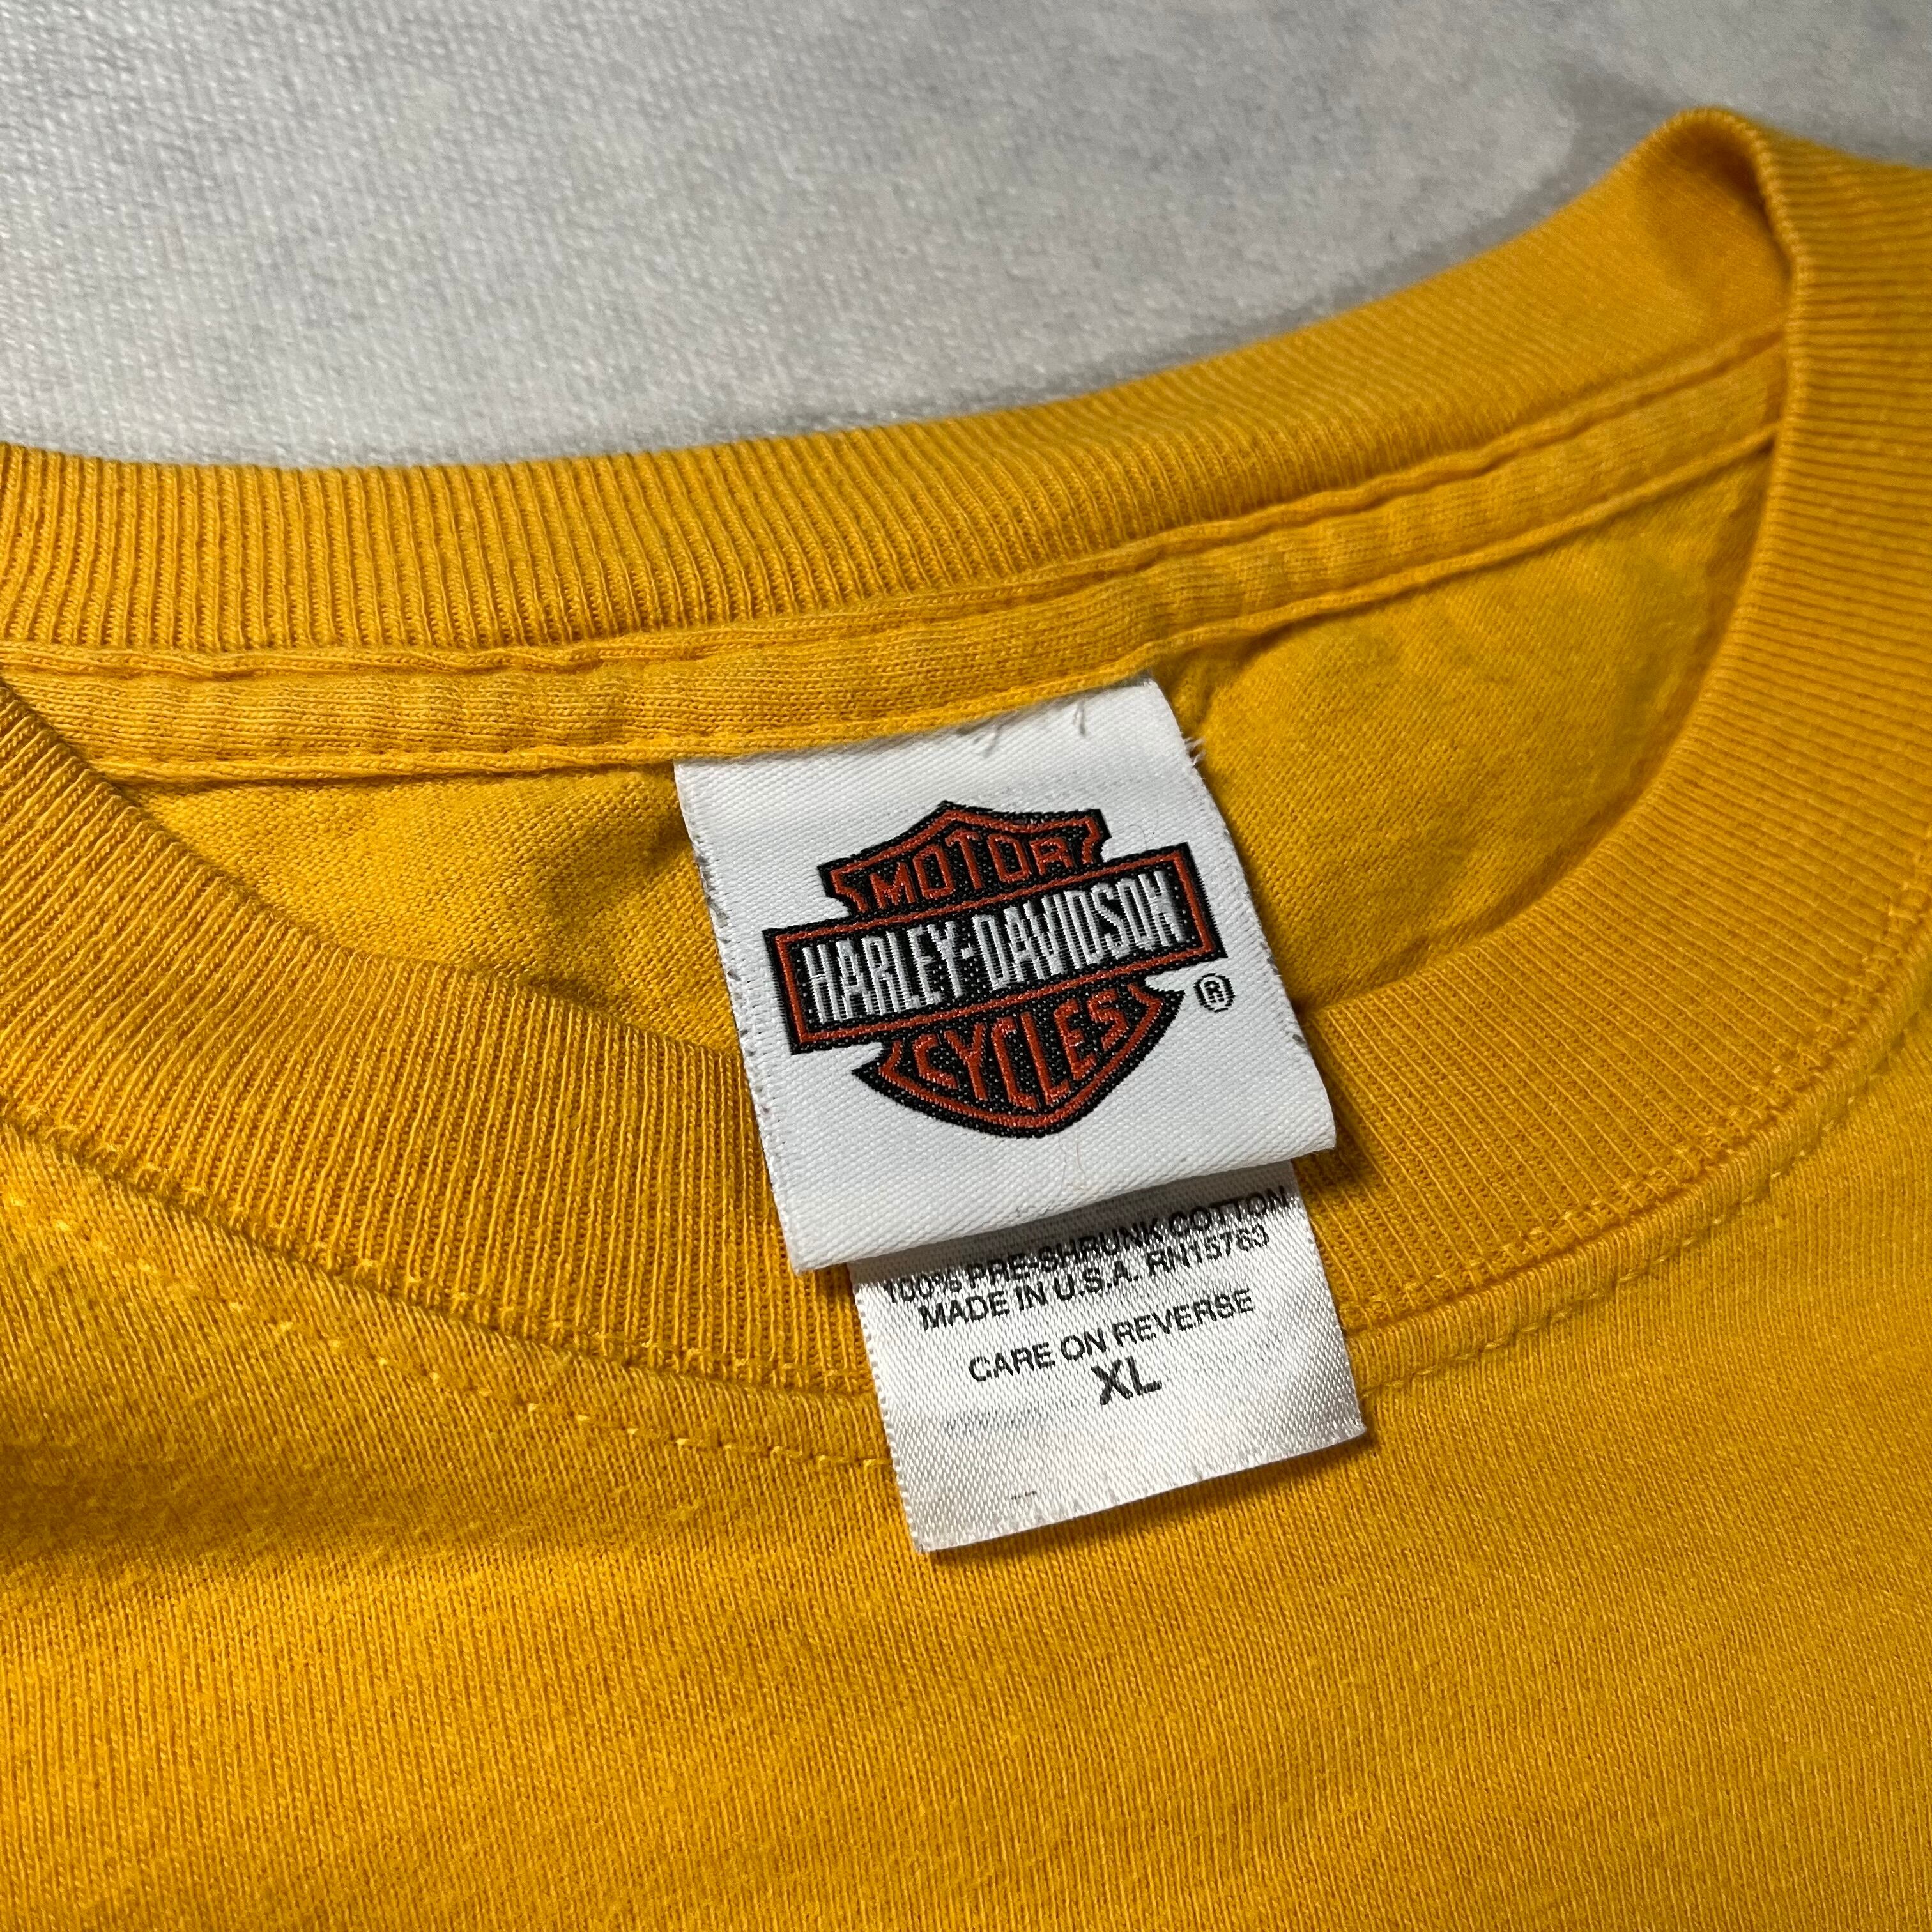 MOTOR
HARLEY-DAVIDSON
CYCLES
®
100% PRE-SHRUNK COTTON
MADE IN U.S.A. RN15763
CARE ON REVERSE
XL